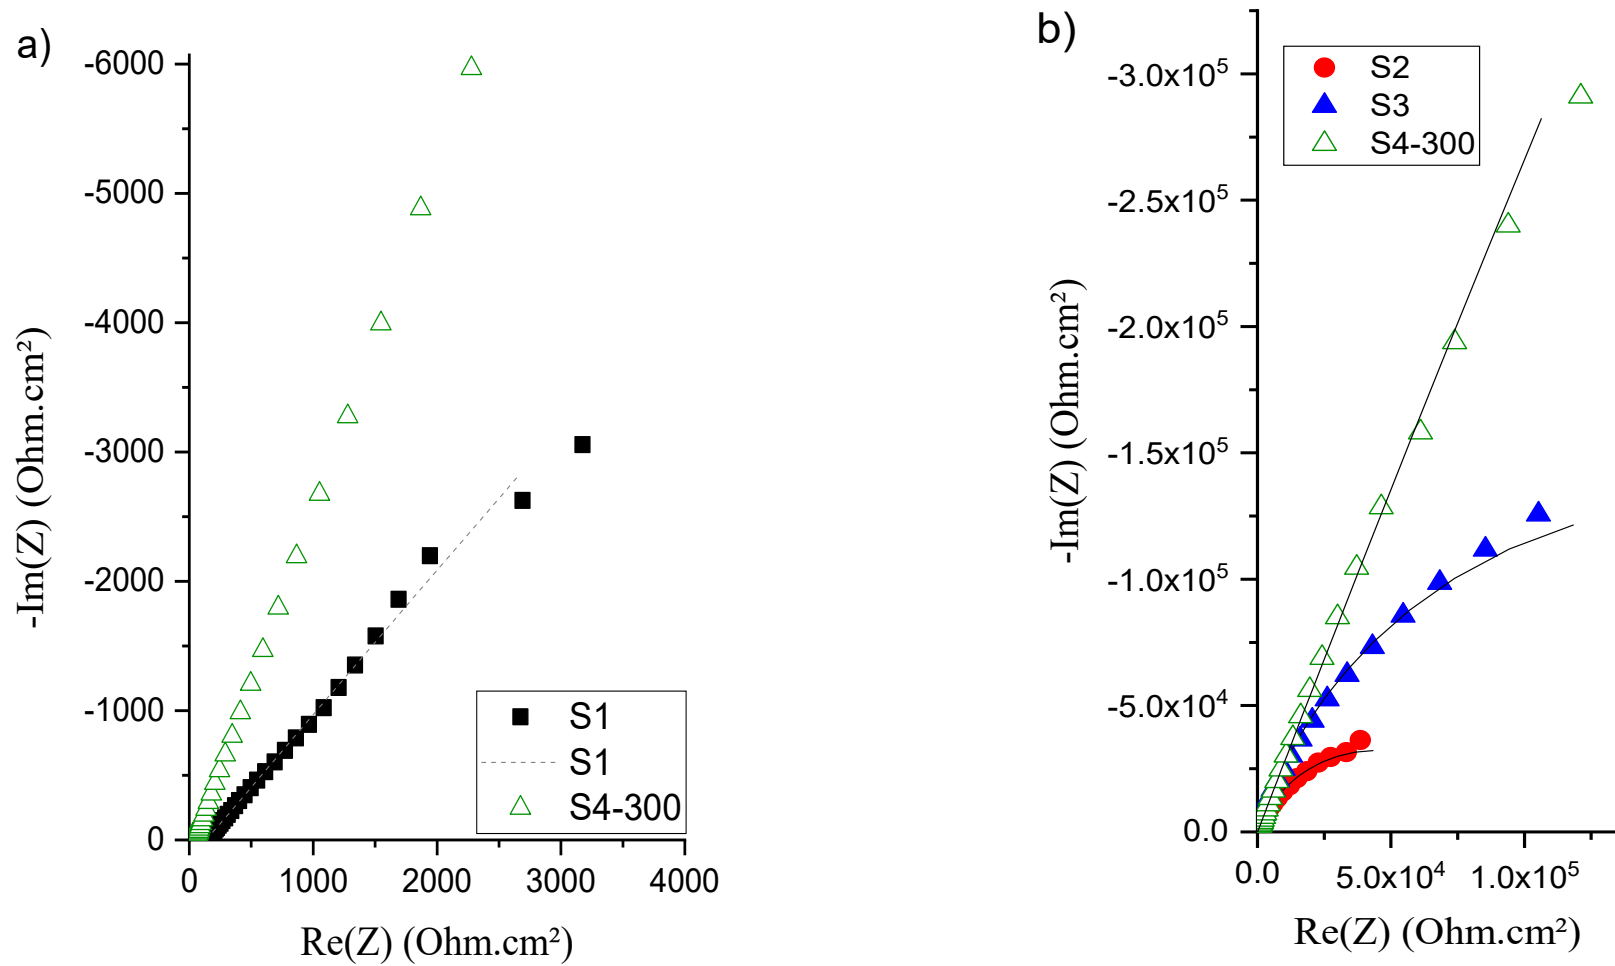 a)
-6000
-5000
-4000
-3000
-2000
-1000
0
-Im(Z) (Ohm.cm²)
S1
S1
S4-300
0 1000 2000 3000 4000
Re(Z) (Ohm.cm²)
b)
S2
S3
S4-300
-3.0x10⁵
-2.5x10⁵
-2.0x10⁵
-1.5x10⁵
-1.0x10⁵
-5.0x10⁴
0.0
-Im(Z) (Ohm.cm²)
0.0 5.0x10⁴ 1.0x10⁵
Re(Z) (Ohm.cm²)